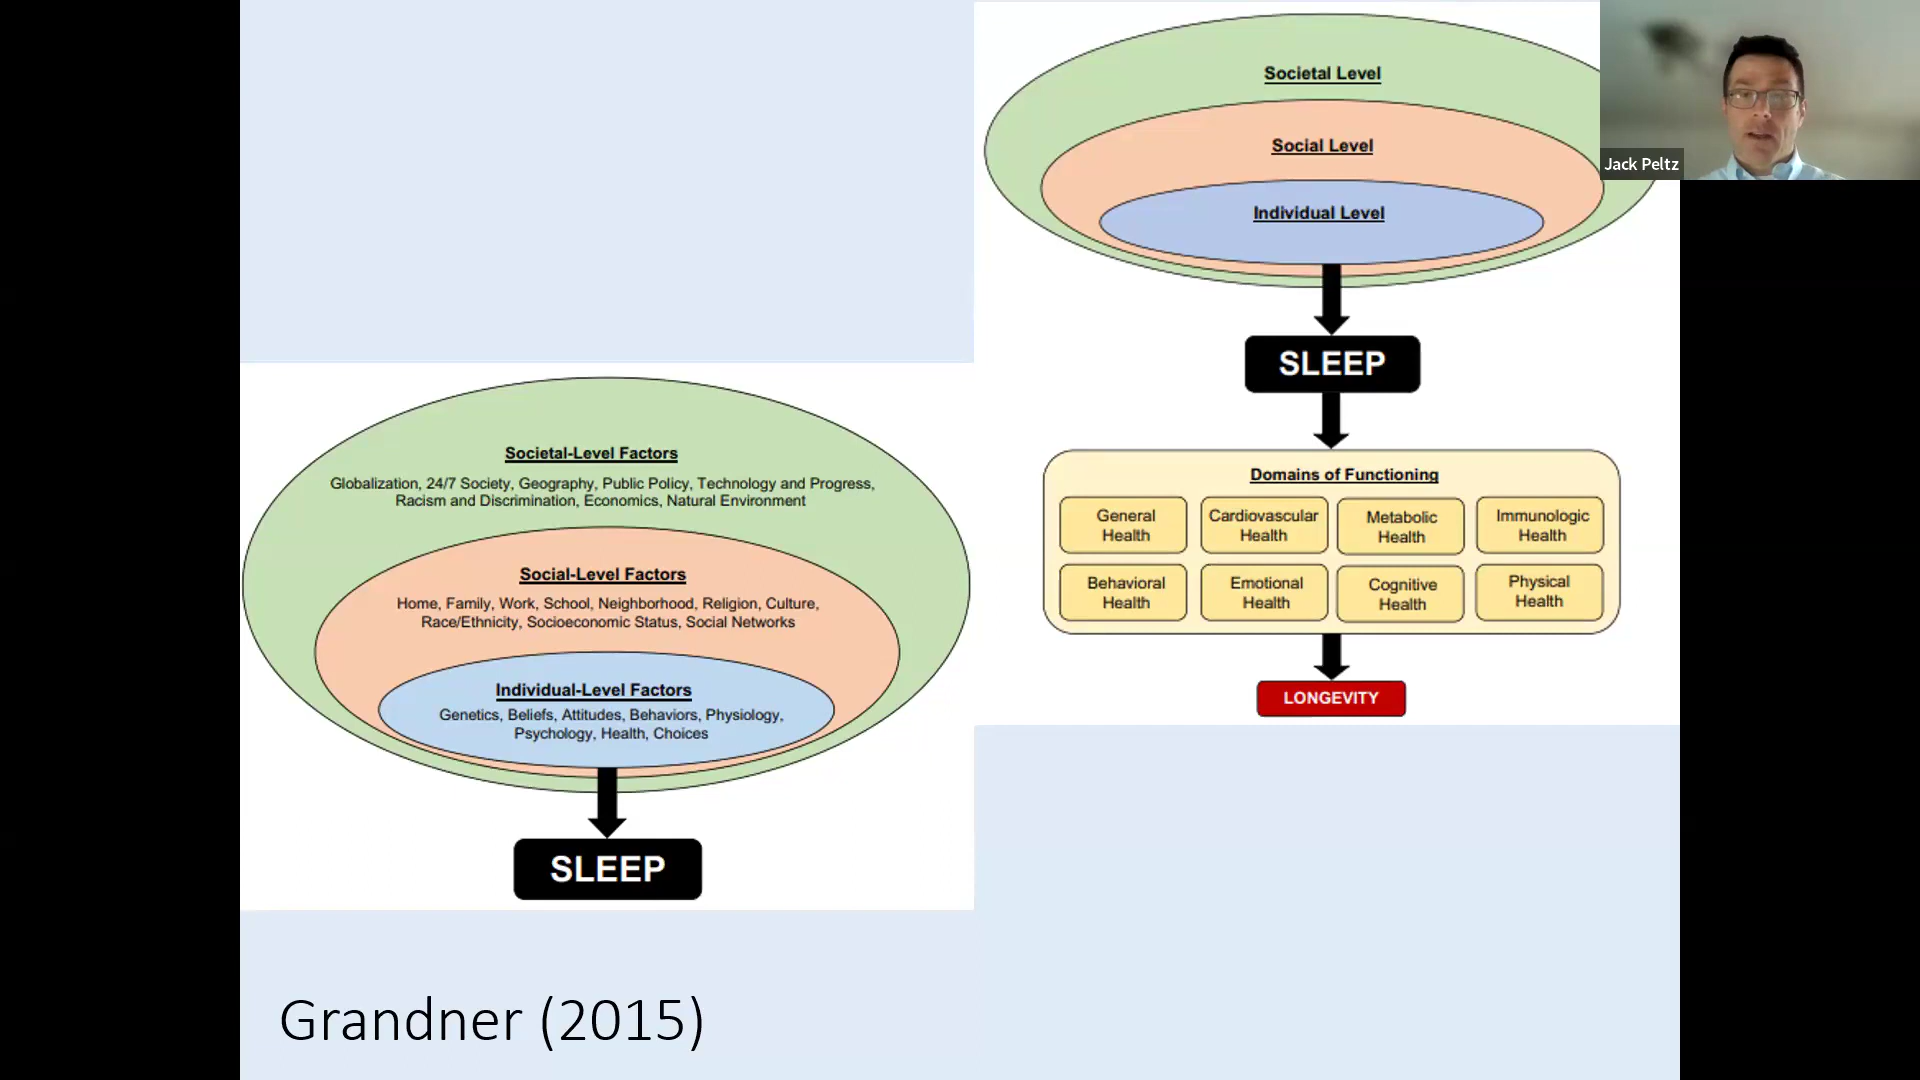 Societal-Level Factors
Globalization, 24/7 Society, Geography, Public Policy, Technology and Progress,
Racism and Discrimination, Economics, Natural Environment
Social-Level Factors
Home, Family, Work, School, Neighborhood, Religion, Culture,
Race/Ethnicity, Socioeconomic Status, Social Networks
Individual-Level Factors
Genetics, Beliefs, Attitudes, Behaviors, Physiology,
Psychology, Health, Choices
SLEEP
Grandner (2015)
Societal Level
Social Level
Individual Level
SLEEP
Domains of Functioning
General
Health
Cardiovascular
Health
Metabolic
Health
Immunologic
Health
Behavioral
Health
Emotional
Health
Cognitive
Health
Physical
Health
LONGEVITY
Jack Peltz